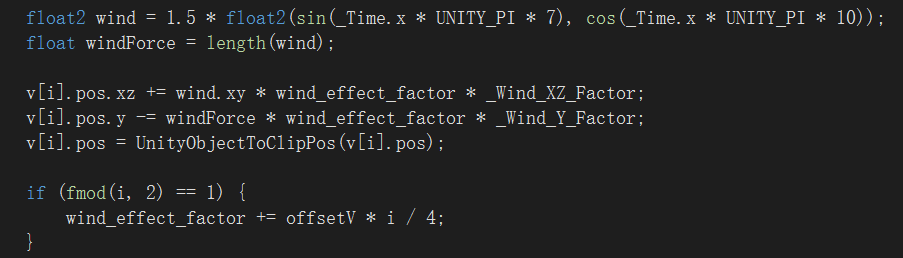 float2 wind = 1.5 * float2(sin(_Time.x * UNITY_PI * 7), cos(_Time.x * UNITY_PI * 10));
float windForce = length(wind);
v[i].pos.xz += wind.xy * wind_effect_factor * _Wind_XZ_Factor;
v[i].pos.y -= windForce * wind_effect_factor * _Wind_Y_Factor;
v[i].pos = UnityObjectToClipPos(v[i].pos);
if (fmod(i, 2) == 1) {
wind_effect_factor += offsetV * i / 4;
}